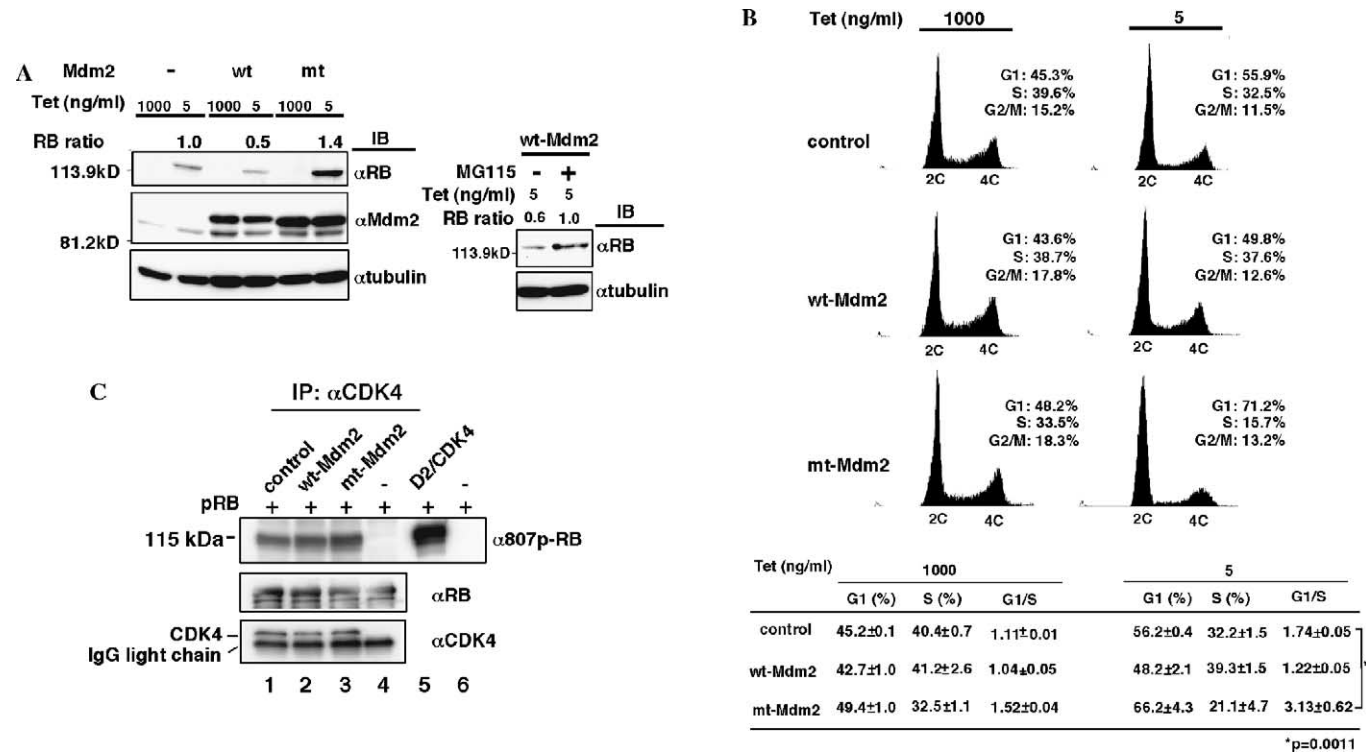 A
Mdm2 - wt mt
Tet (ng/ml) 1000 5 1000 5 1000 5
RB ratio 1.0 0.5 1.4 IB
113.9kD αRB
αMdm2
81.2kD
αtubulin
wt-Mdm2
MG115 - +
Tet (ng/ml) 5 5
RB ratio 0.6 1.0 IB
113.9kD αRB
αtubulin
B
Tet (ng/ml) 1000 5
control
G1: 45.3%
S: 39.6%
G2/M: 15.2%
2C 4C
G1: 55.9%
S: 32.5%
G2/M: 11.5%
2C 4C
wt-Mdm2
G1: 43.6%
S: 38.7%
G2/M: 17.8%
2C 4C
G1: 49.8%
S: 37.6%
G2/M: 12.6%
2C 4C
mt-Mdm2
G1: 48.2%
S: 33.5%
G2/M: 18.3%
2C 4C
G1: 71.2%
S: 15.7%
G2/M: 13.2%
2C 4C
Tet (ng/ml) 1000 5
G1 (%) S (%) G1/S G1 (%) S (%) G1/S
control 45.2±0.1 40.4±0.7 1.11±0.01 56.2±0.4 32.2±1.5 1.74±0.05
wt-Mdm2 42.7±1.0 41.2±2.6 1.04±0.05 48.2±2.1 39.3±1.5 1.22±0.05
mt-Mdm2 49.4±1.0 32.5±1.1 1.52±0.04 66.2±4.3 21.1±4.7 3.13±0.62
*p=0.0011
C
IP: αCDK4
control wt-Mdm2 mt-Mdm2 - D2/CDK4 -
pRB + + + + + +
115 kDa α807p-RB
αRB
CDK4 αCDK4
IgG light chain
1 2 3 4 5 6